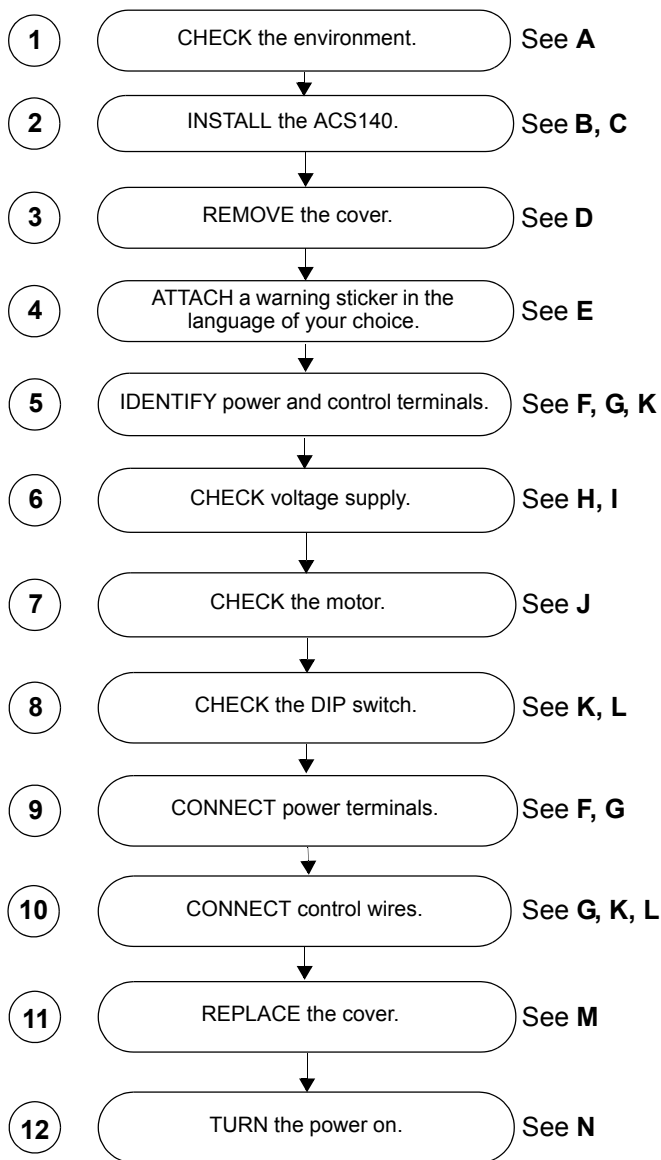 1 CHECK the environment. See A
2 INSTALL the ACS140. See B, C
3 REMOVE the cover. See D
4 ATTACH a warning sticker in the
language of your choice. See E
5 IDENTIFY power and control terminals. See F, G, K
6 CHECK voltage supply. See H, I
7 CHECK the motor. See J
8 CHECK the DIP switch. See K, L
9 CONNECT power terminals. See F, G
10 CONNECT control wires. See G, K, L
11 REPLACE the cover. See M
12 TURN the power on. See N